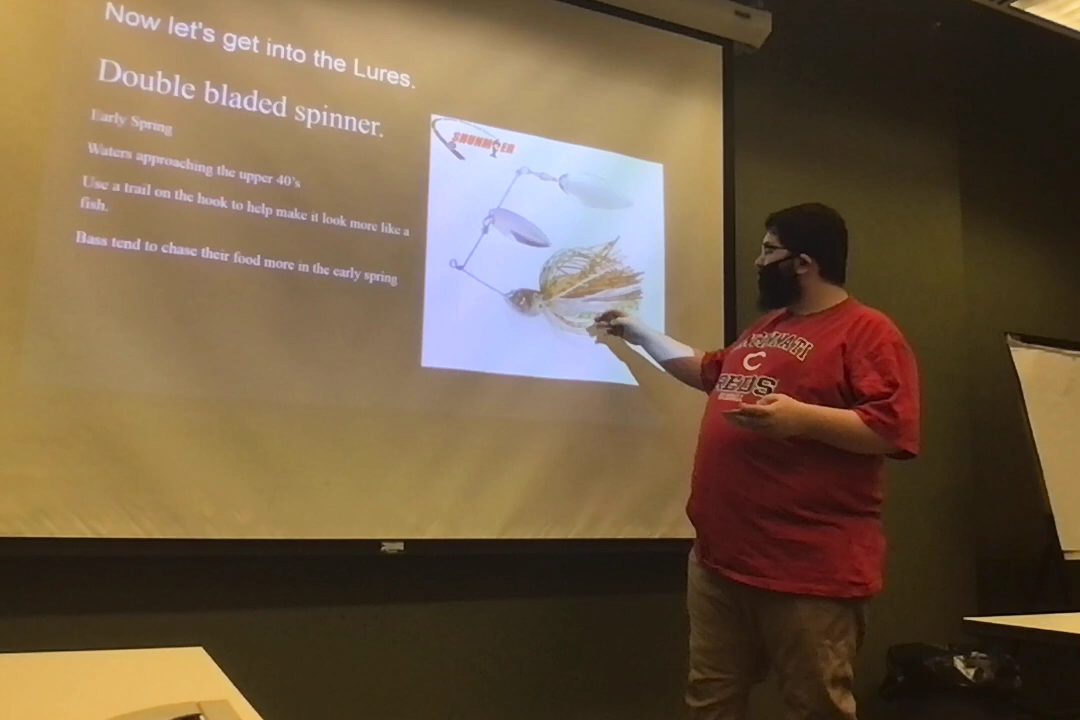 Now let's get into the Lures.
Double bladed spinner.
Early Spring
Waters approaching the upper 40's
Use a trail on the hook to help make it look more like a
fish.
Bass tend to chase their food more in the early spring
CINCINNATI
C
REDS